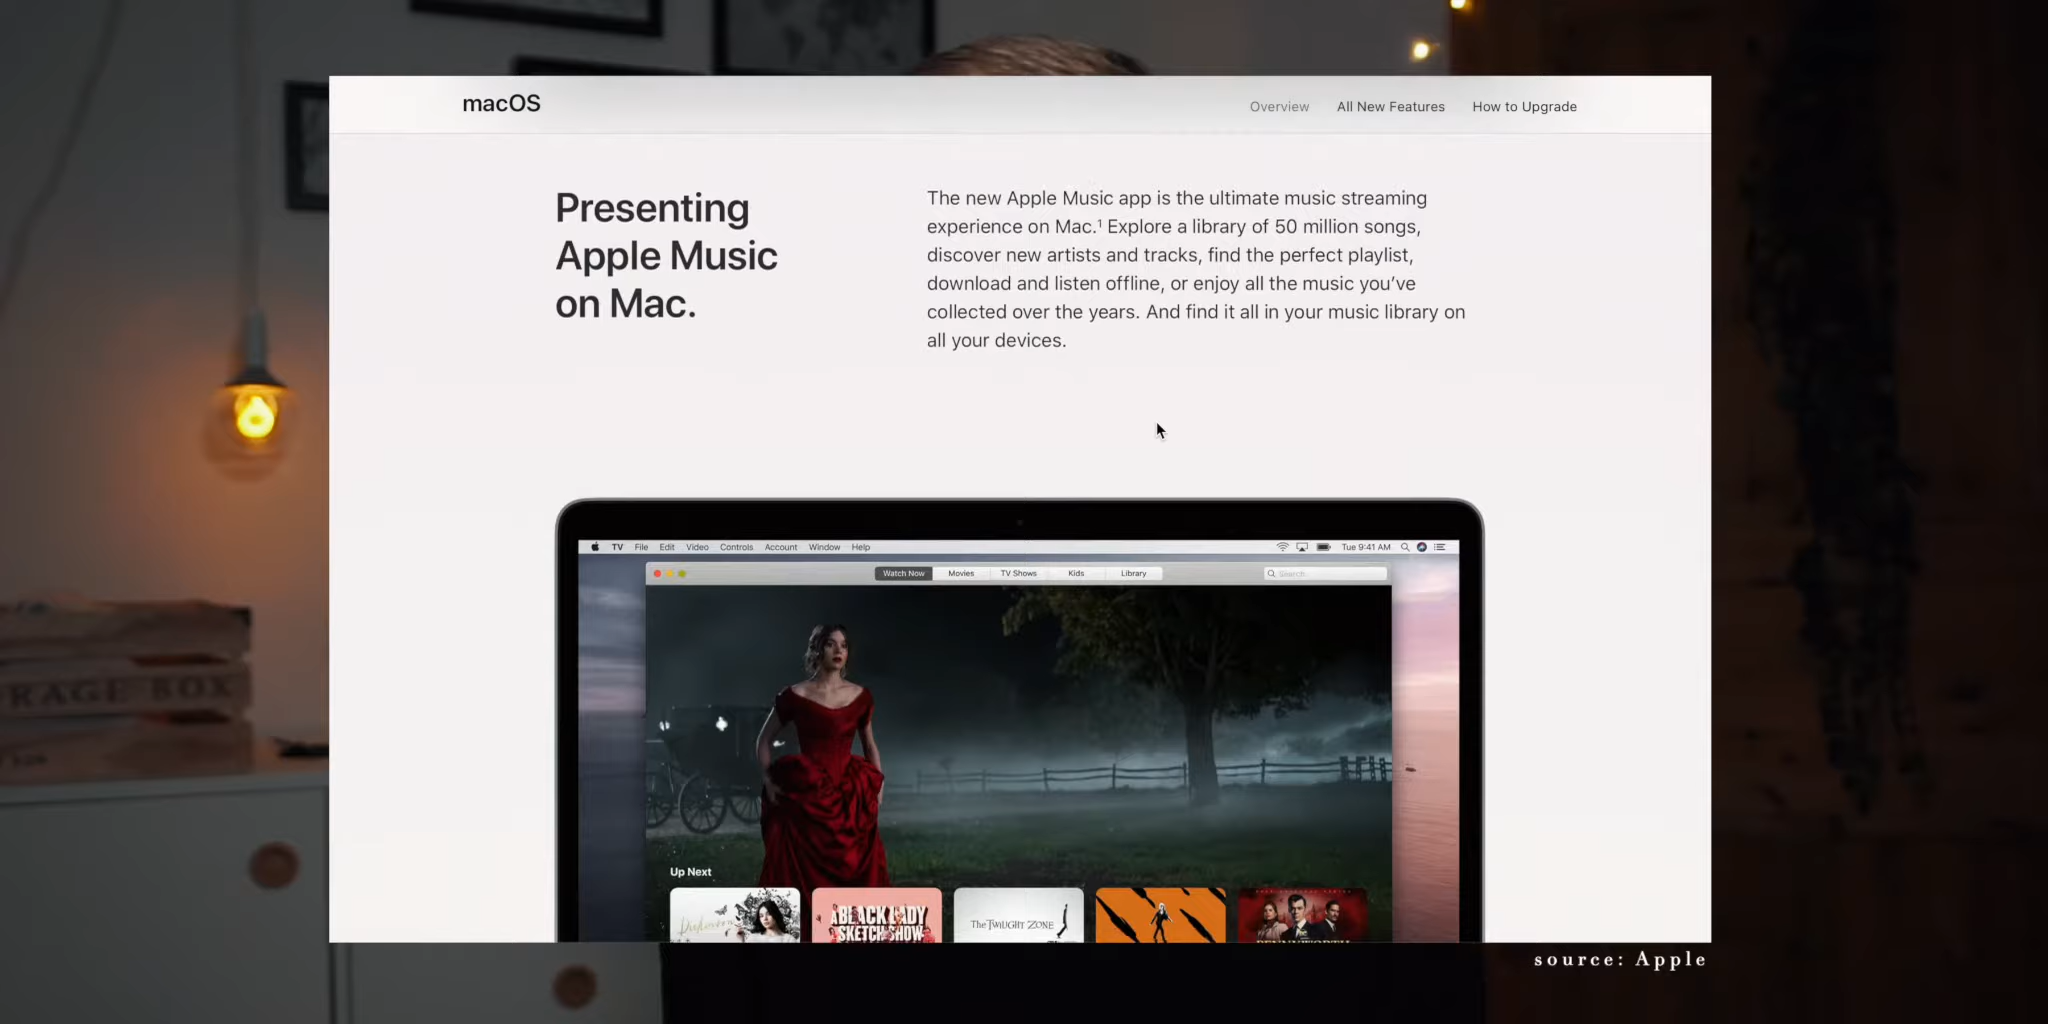 macOS
Overview
All New Features
How to Upgrade
Presenting
Apple Music
on Mac.
The new Apple Music app is the ultimate music streaming
experience on Mac.¹ Explore a library of 50 million songs,
discover new artists and tracks, find the perfect playlist,
download and listen offline, or enjoy all the music you’ve
collected over the years. And find it all in your music library on
all your devices.
TV File Edit Video Controls Account Window Help
Tue 9:41 AM
Watch Now Movies TV Shows Kids Library
Search
Up Next
Dickinson
A BLACK LADY
SKETCH SHOW
THE TWILIGHT ZONE
PENNYWORTH
RAGE BOX
source: Apple